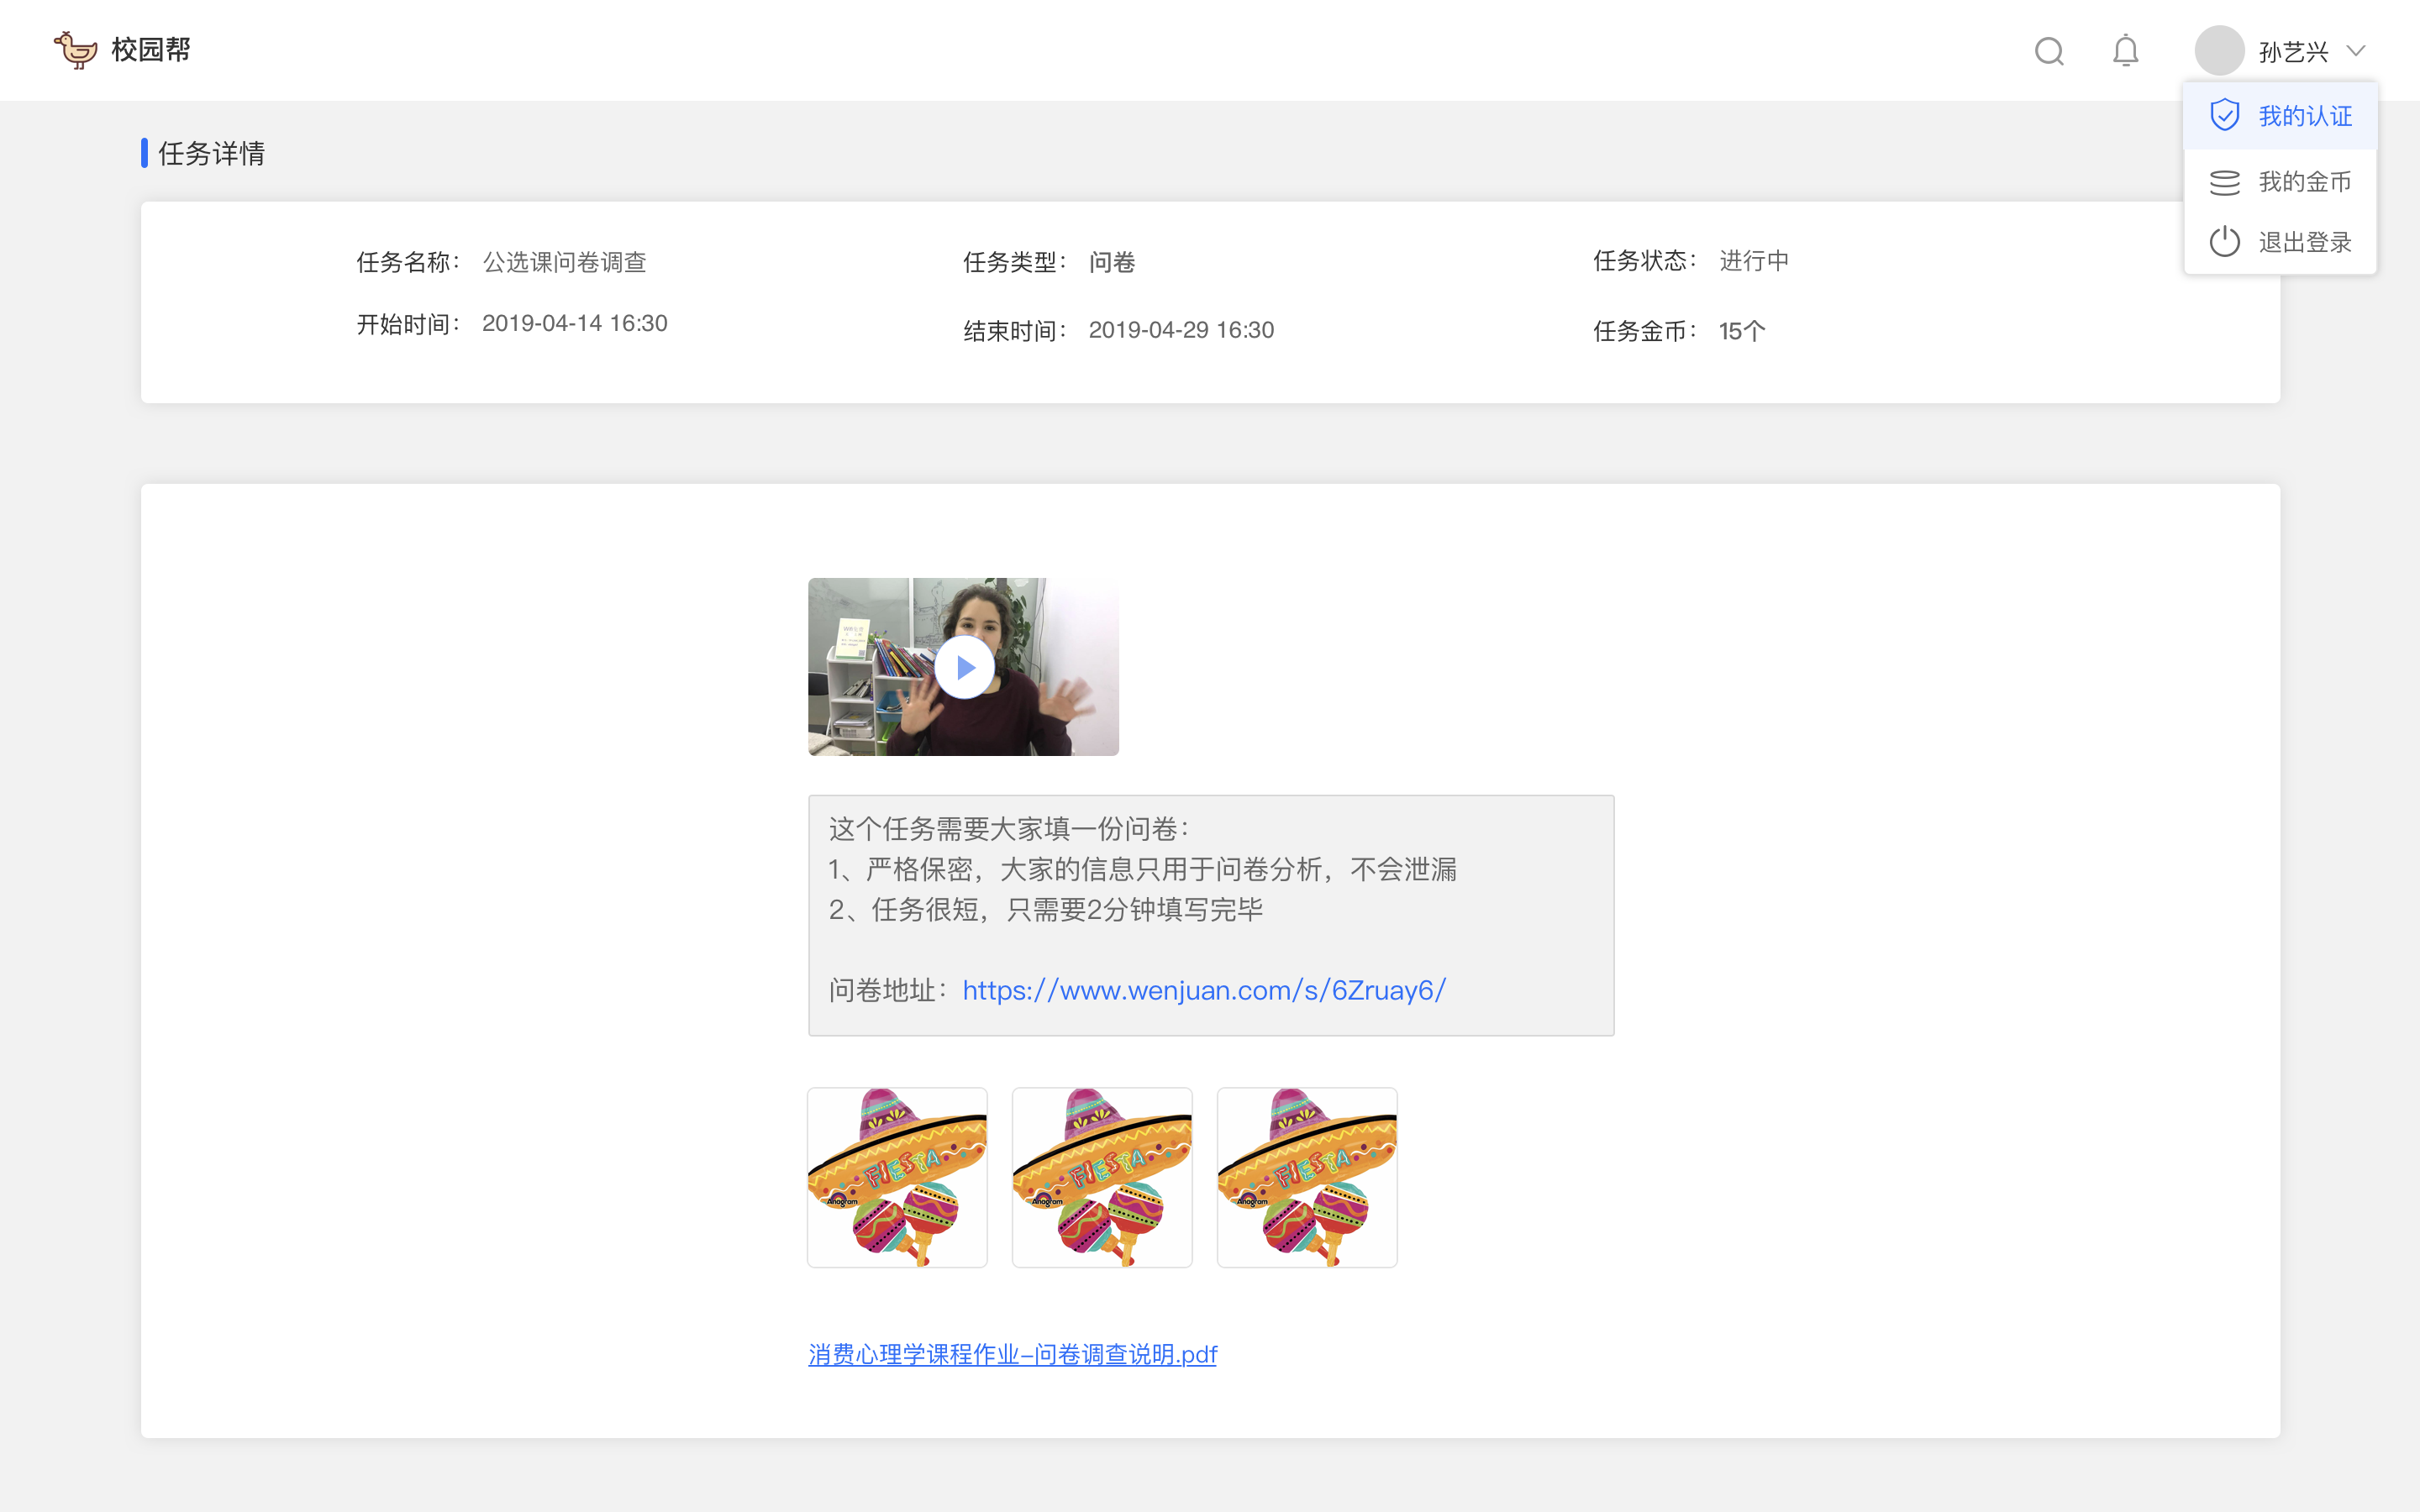 校园帮
孙艺兴
我的认证
我的金币
退出登录
任务详情
任务名称： 公选课问卷调查
任务类型： 问卷
任务状态： 进行中
开始时间： 2019-04-14 16:30
结束时间： 2019-04-29 16:30
任务金币： 15个
这个任务需要大家填一份问卷：
1、严格保密，大家的信息只用于问卷分析，不会泄漏
2、任务很短，只需要2分钟填写完毕
问卷地址：https://www.wenjuan.com/s/6Zruay6/
FIESTA
Anagram
FIESTA
Anagram
FIESTA
Anagram
消费心理学课程作业–问卷调查说明.pdf